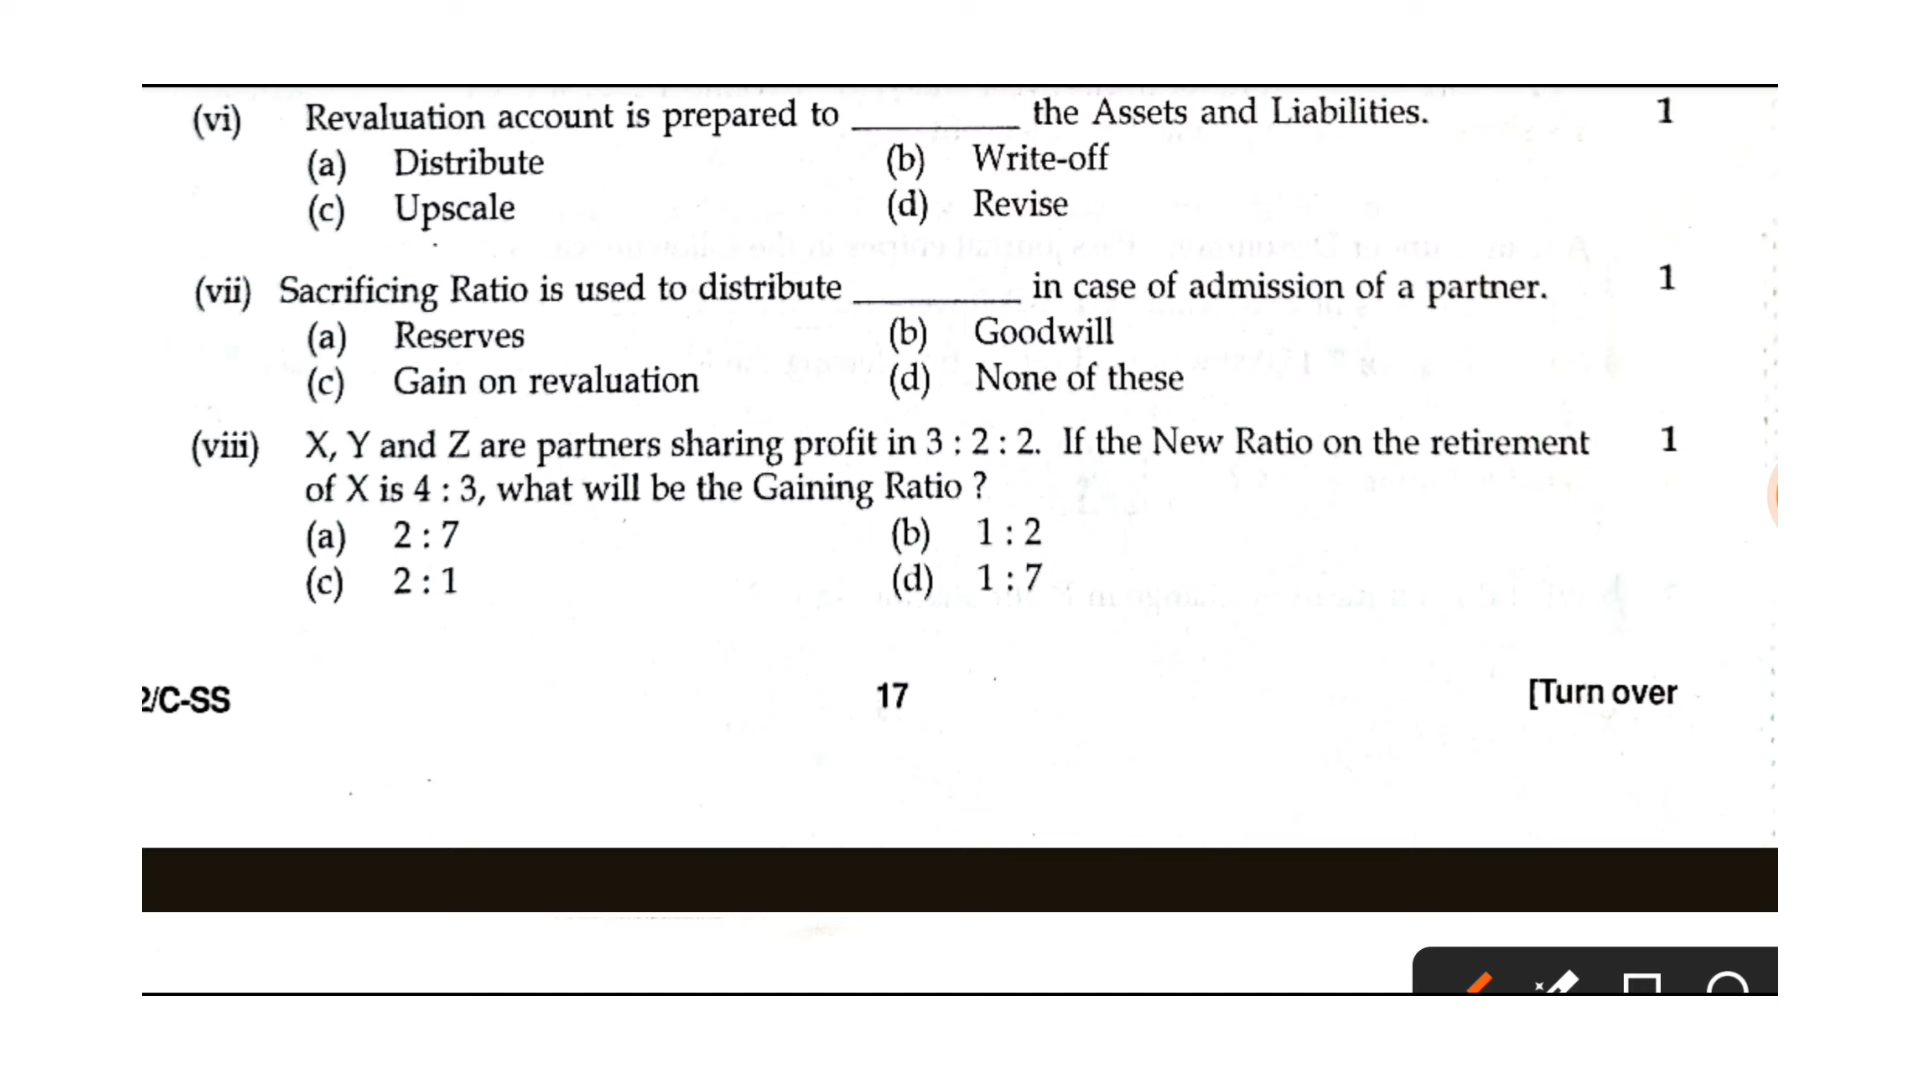 (vi) Revaluation account is prepared to ________ the Assets and Liabilities. 1
(a) Distribute (b) Write-off
(c) Upscale (d) Revise
(vii) Sacrificing Ratio is used to distribute ________ in case of admission of a partner. 1
(a) Reserves (b) Goodwill
(c) Gain on revaluation (d) None of these
(viii) X, Y and Z are partners sharing profit in 3 : 2 : 2. If the New Ratio on the retirement 1
of X is 4 : 3, what will be the Gaining Ratio ?
(a) 2 : 7 (b) 1 : 2
(c) 2 : 1 (d) 1 : 7
2/C-SS 17 [Turn over